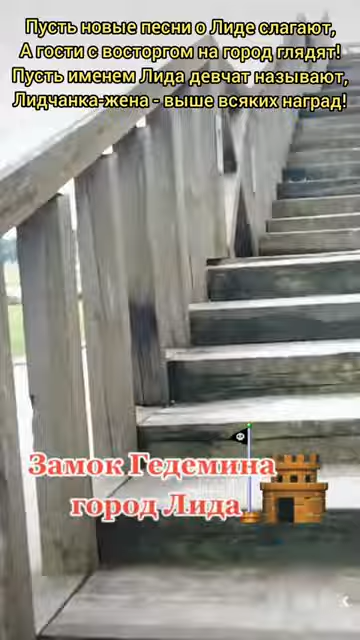 Пусть новые песни о Лиде слагают,
А гости с восторгом на город глядят!
Пусть именем Лида девчат называют,
Лидчанка-жена - выше всяких наград!
Замок Гедемина
город Лида